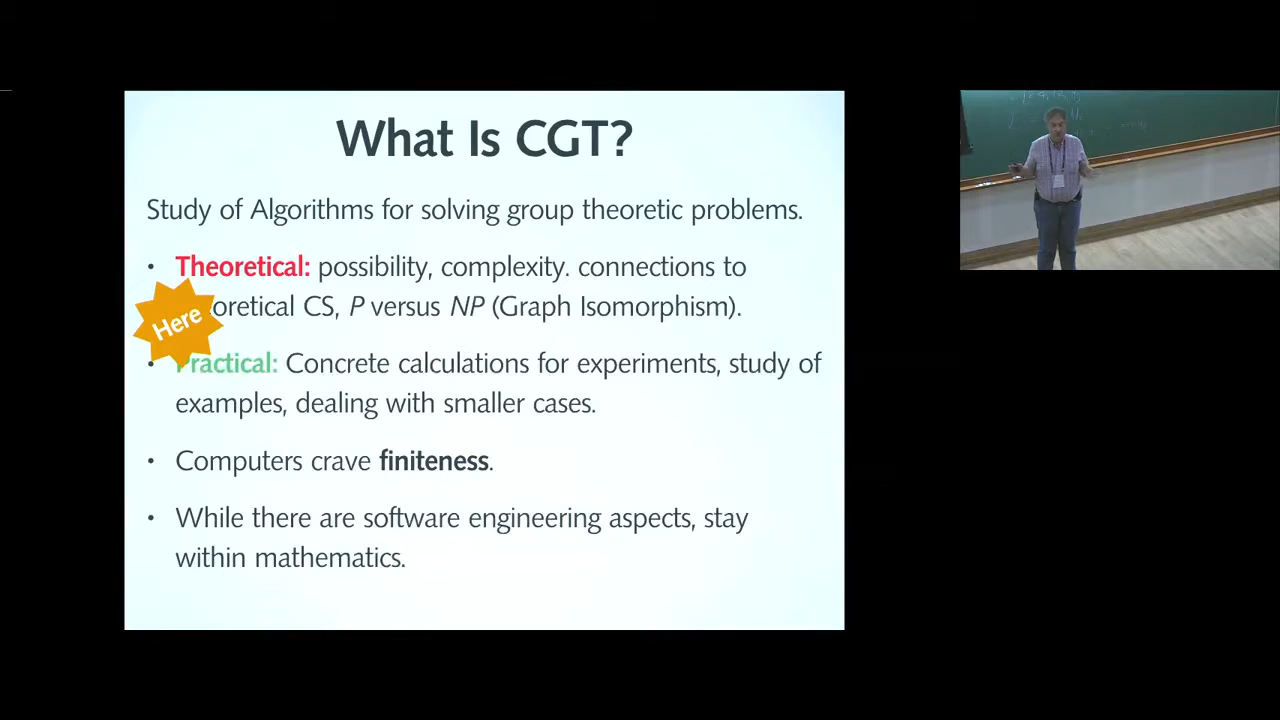 What Is CGT?
Study of Algorithms for solving group theoretic problems.
• Theoretical: possibility, complexity. connections to
oretical CS, P versus NP (Graph Isomorphism).
Here
• Practical: Concrete calculations for experiments, study of
examples, dealing with smaller cases.
• Computers crave finiteness.
• While there are software engineering aspects, stay
within mathematics.